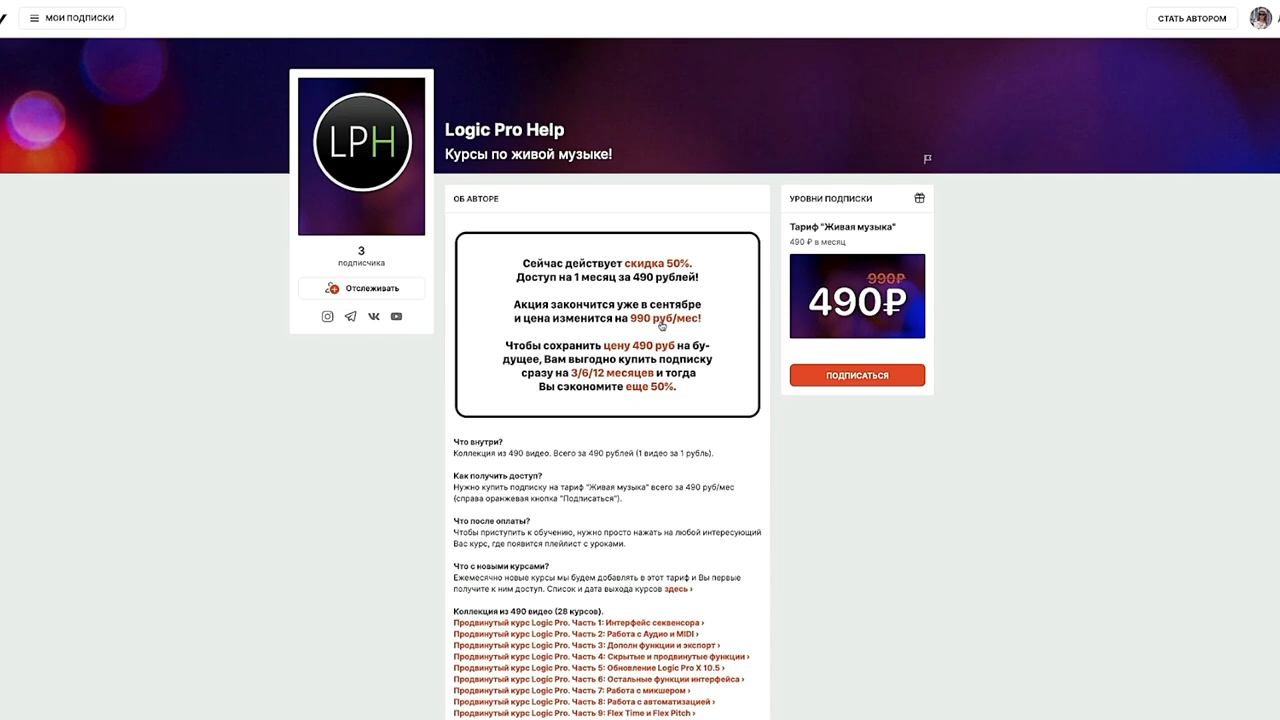 МОИ ПОДПИСКИ
СТАТЬ АВТОРОМ
LPH
Logic Pro Help
Курсы по живой музыке!
3
подписчика
Отслеживать
ОБ АВТОРЕ
Сейчас действует скидка 50%.
Доступ на 1 месяц за 490 рублей!
Акция закончится уже в сентябре
и цена изменится на 990 руб/мес!
Чтобы сохранить цену 490 руб на бу-
дущее, Вам выгодно купить подписку
сразу на 3/6/12 месяцев и тогда
Вы сэкономите еще 50%.
Что внутри?
Коллекция из 490 видео. Всего за 490 рублей (1 видео за 1 рубль).
Как получить доступ?
Нужно купить подписку на тариф "Живая музыка" всего за 490 руб/мес
(справа оранжевая кнопка "Подписаться").
Что после оплаты?
Чтобы приступить к обучению, нужно просто нажать на любой интересующий
Вас курс, где появится плейлист с уроками.
Что с новыми курсами?
Ежемесячно новые курсы мы будем добавлять в этот тариф и Вы первые
получите к ним доступ. Список и дата выхода курсов здесь ›
Коллекция из 490 видео (28 курсов).
Продвинутый курс Logic Pro. Часть 1: Интерфейс секвенсора ›
Продвинутый курс Logic Pro. Часть 2: Работа с Аудио и MIDI ›
Продвинутый курс Logic Pro. Часть 3: Дополн функции и экспорт ›
Продвинутый курс Logic Pro. Часть 4: Скрытые и продвинутые функции ›
Продвинутый курс Logic Pro. Часть 5: Обновление Logic Pro X 10.5 ›
Продвинутый курс Logic Pro. Часть 6: Остальные функции интерфейса ›
Продвинутый курс Logic Pro. Часть 7: Работа с микшером ›
Продвинутый курс Logic Pro. Часть 8: Работа с автоматизацией ›
Продвинутый курс Logic Pro. Часть 9: Flex Time и Flex Pitch ›
УРОВНИ ПОДПИСКИ
Тариф "Живая музыка"
490 ₽ в месяц
990₽
490₽
ПОДПИСАТЬСЯ